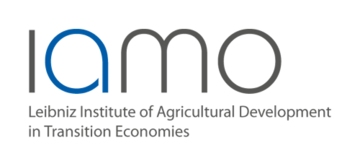 IAMO
Leibniz Institute of Agricultural Development
in Transition Economies